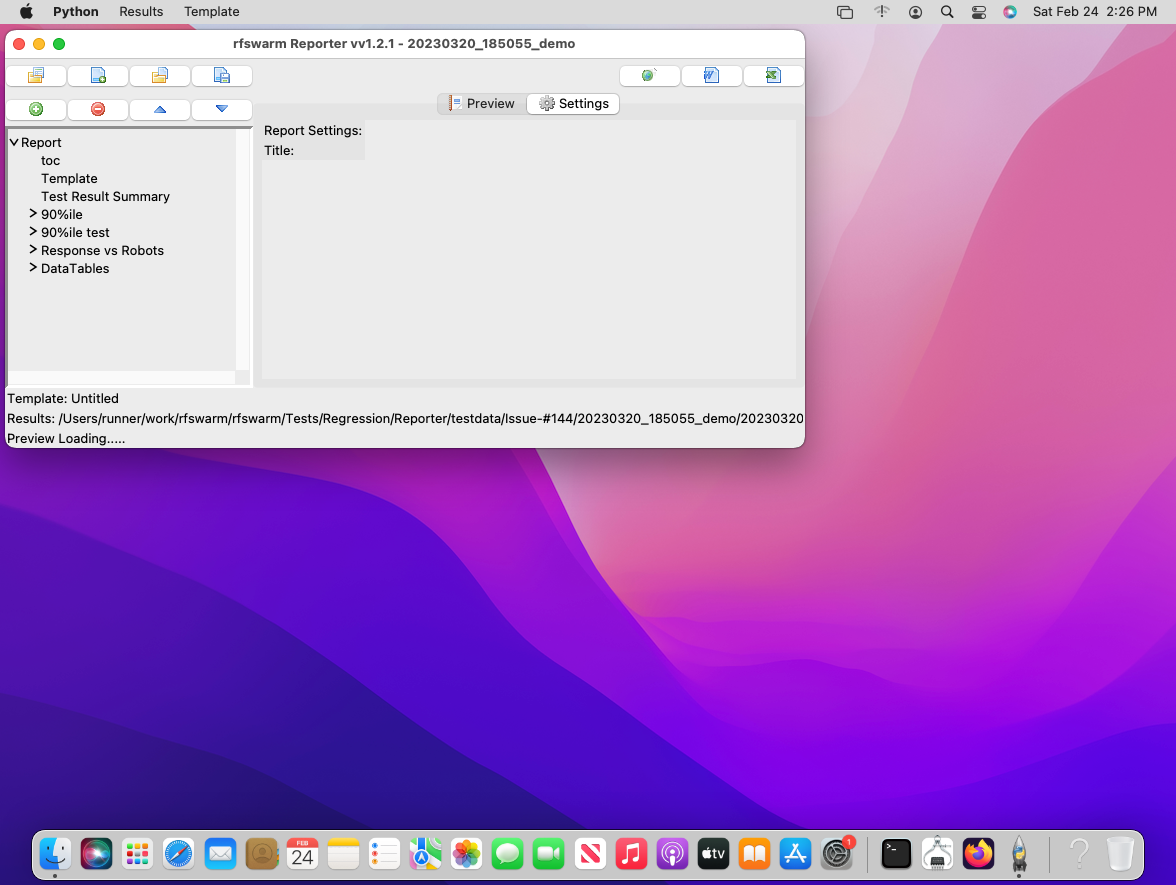 Python Results Template Sat Feb 24 2:26 PM
rfswarm Reporter vv1.2.1 - 20230320_185055_demo
Preview Settings
Report
toc
Template
Test Result Summary
90%ile
90%ile test
Response vs Robots
DataTables
Report Settings:
Title:
Template: Untitled
Results: /Users/runner/work/rfswarm/rfswarm/Tests/Regression/Reporter/testdata/Issue-#144/20230320_185055_demo/20230320
Preview Loading.....
FEB
24
tv
1